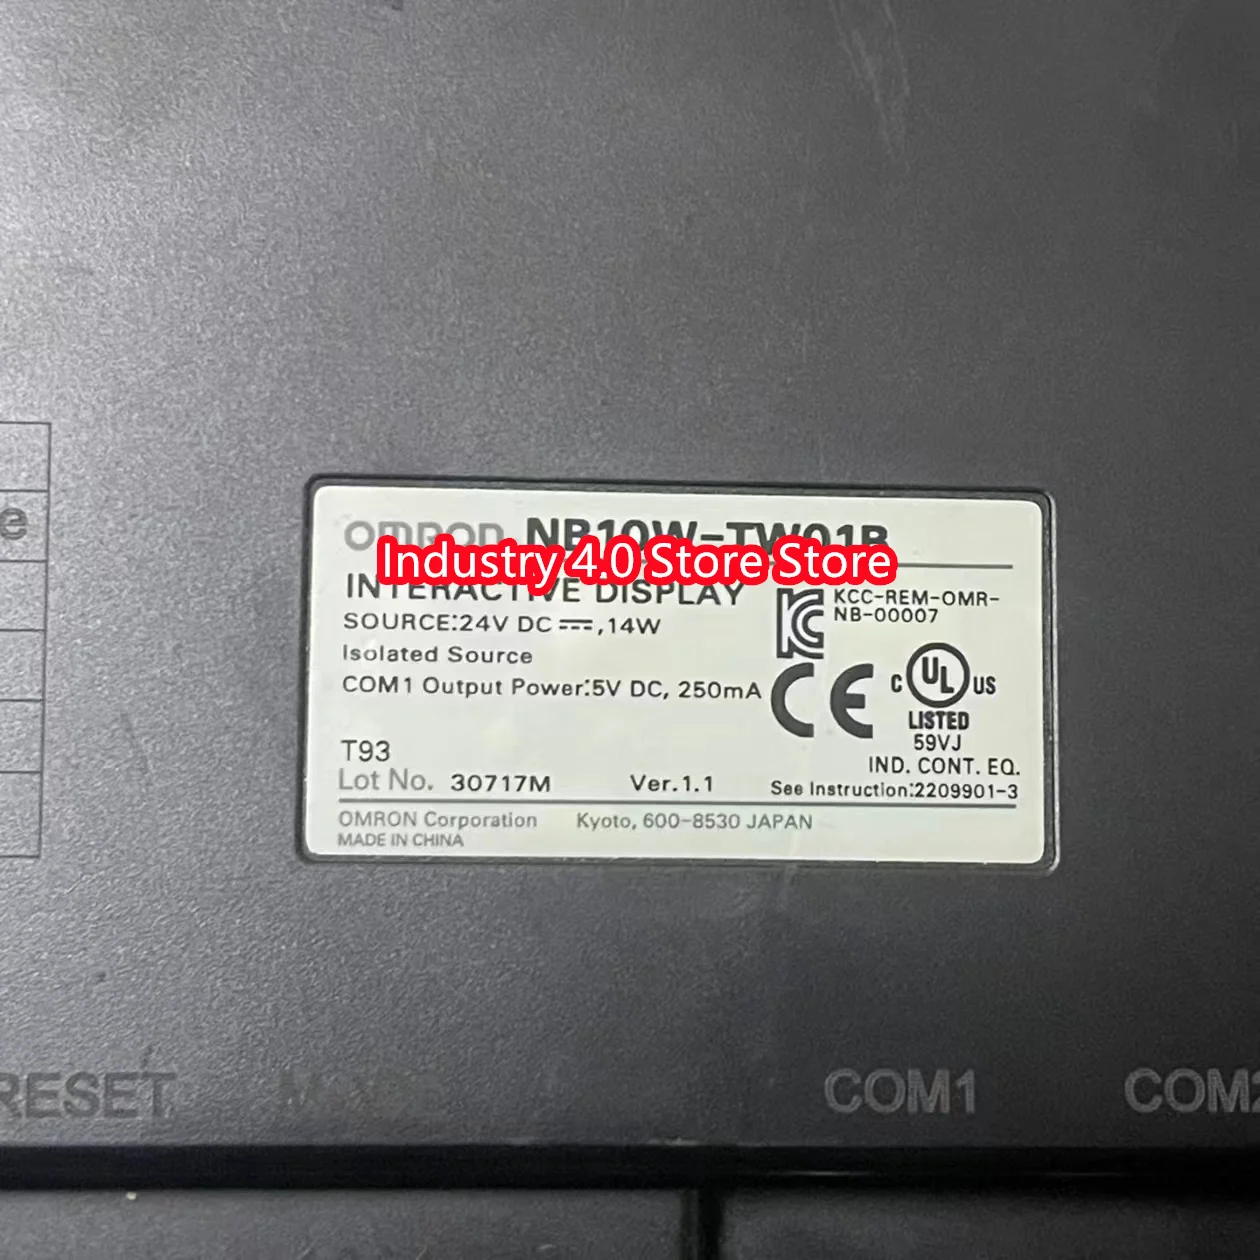 e
OMRON NB10W-TW01B
Industry 4.0 Store Store
INTERACTIVE DISPLAY
SOURCE:24V DC ⎓,14W
Isolated Source
COM1 Output Power:5V DC, 250mA
KCC-REM-OMR-
NB-00007
CE
C UL US
LISTED
59VJ
IND. CONT. EQ.
T93
Lot No. 30717M Ver.1.1 See Instruction:2209901-3
OMRON Corporation Kyoto, 600-8530 JAPAN
MADE IN CHINA
RESET COM1 COM2